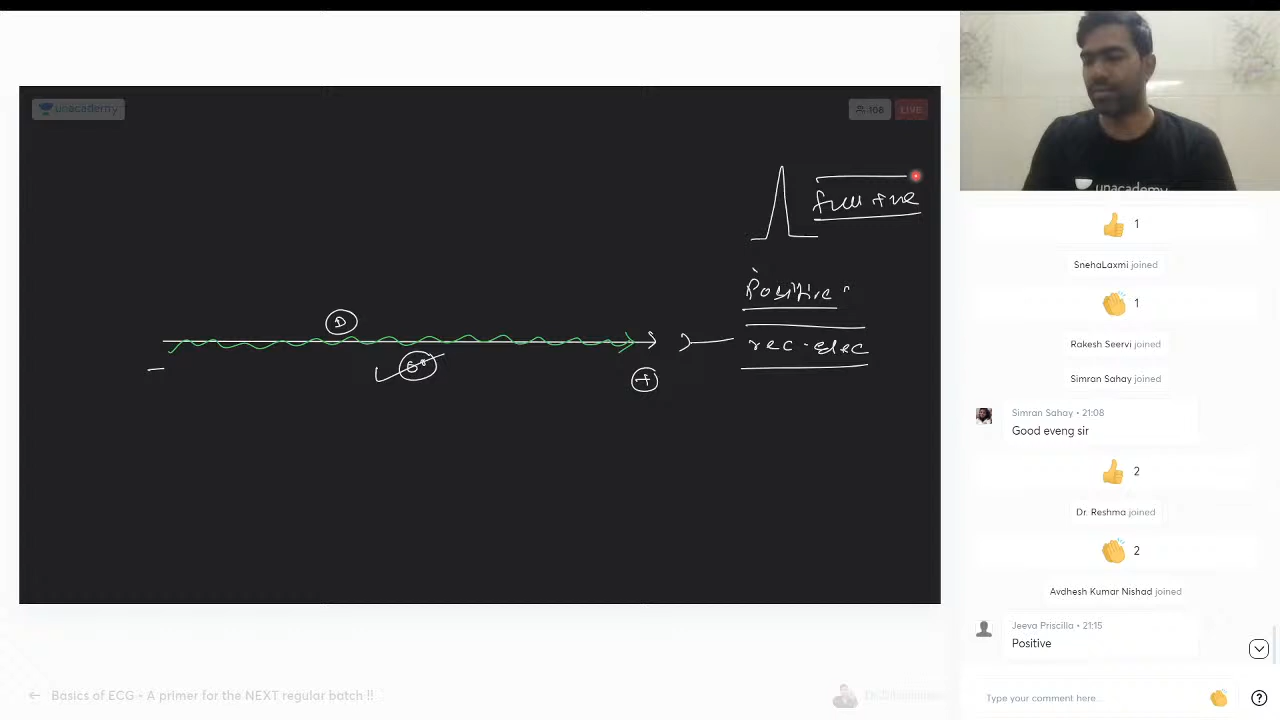 unacademy
108
LIVE
full +ve
Positive
rec. elec
D
+
unacademy
1
SnehaLaxmi joined
1
Rakesh Seervi joined
Simran Sahay joined
Simran Sahay • 21:08
Good eveng sir
2
Dr. Reshma joined
2
Avdhesh Kumar Nishad joined
Jeeva Priscilla • 21:15
Positive
Type your comment here...
?
Basics of ECG - A primer for the NEXT regular batch !!